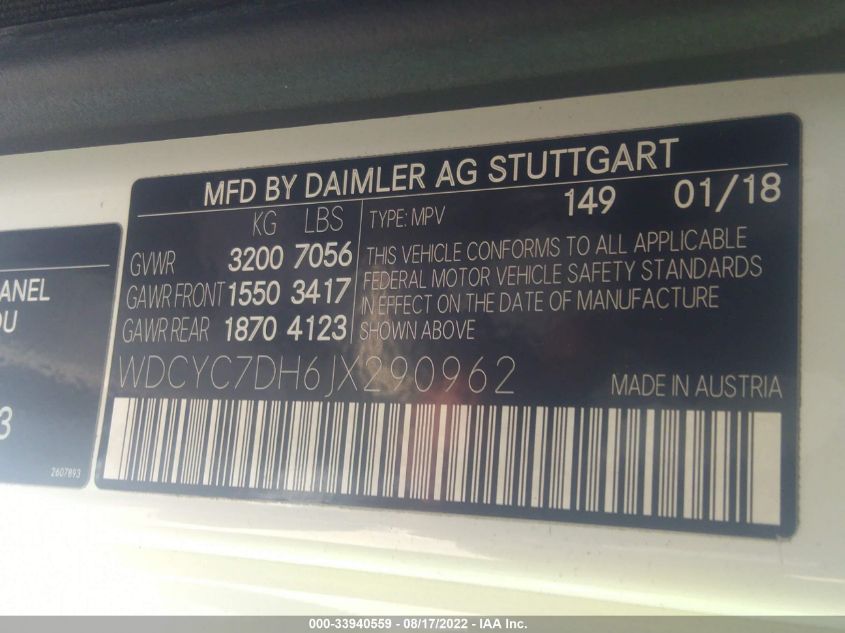 MFD BY DAIMLER AG STUTTGART
KG LBS TYPE: MPV 149 01/18
GVWR 3200 7056 THIS VEHICLE CONFORMS TO ALL APPLICABLE
GAWR FRONT 1550 3417 FEDERAL MOTOR VEHICLE SAFETY STANDARDS
GAWR REAR 1870 4123 IN EFFECT ON THE DATE OF MANUFACTURE
SHOWN ABOVE
WDCYC7DH6JX290962 MADE IN AUSTRIA
ANEL
OU
3
2607893
000-33940559 - 08/17/2022 - IAA Inc.